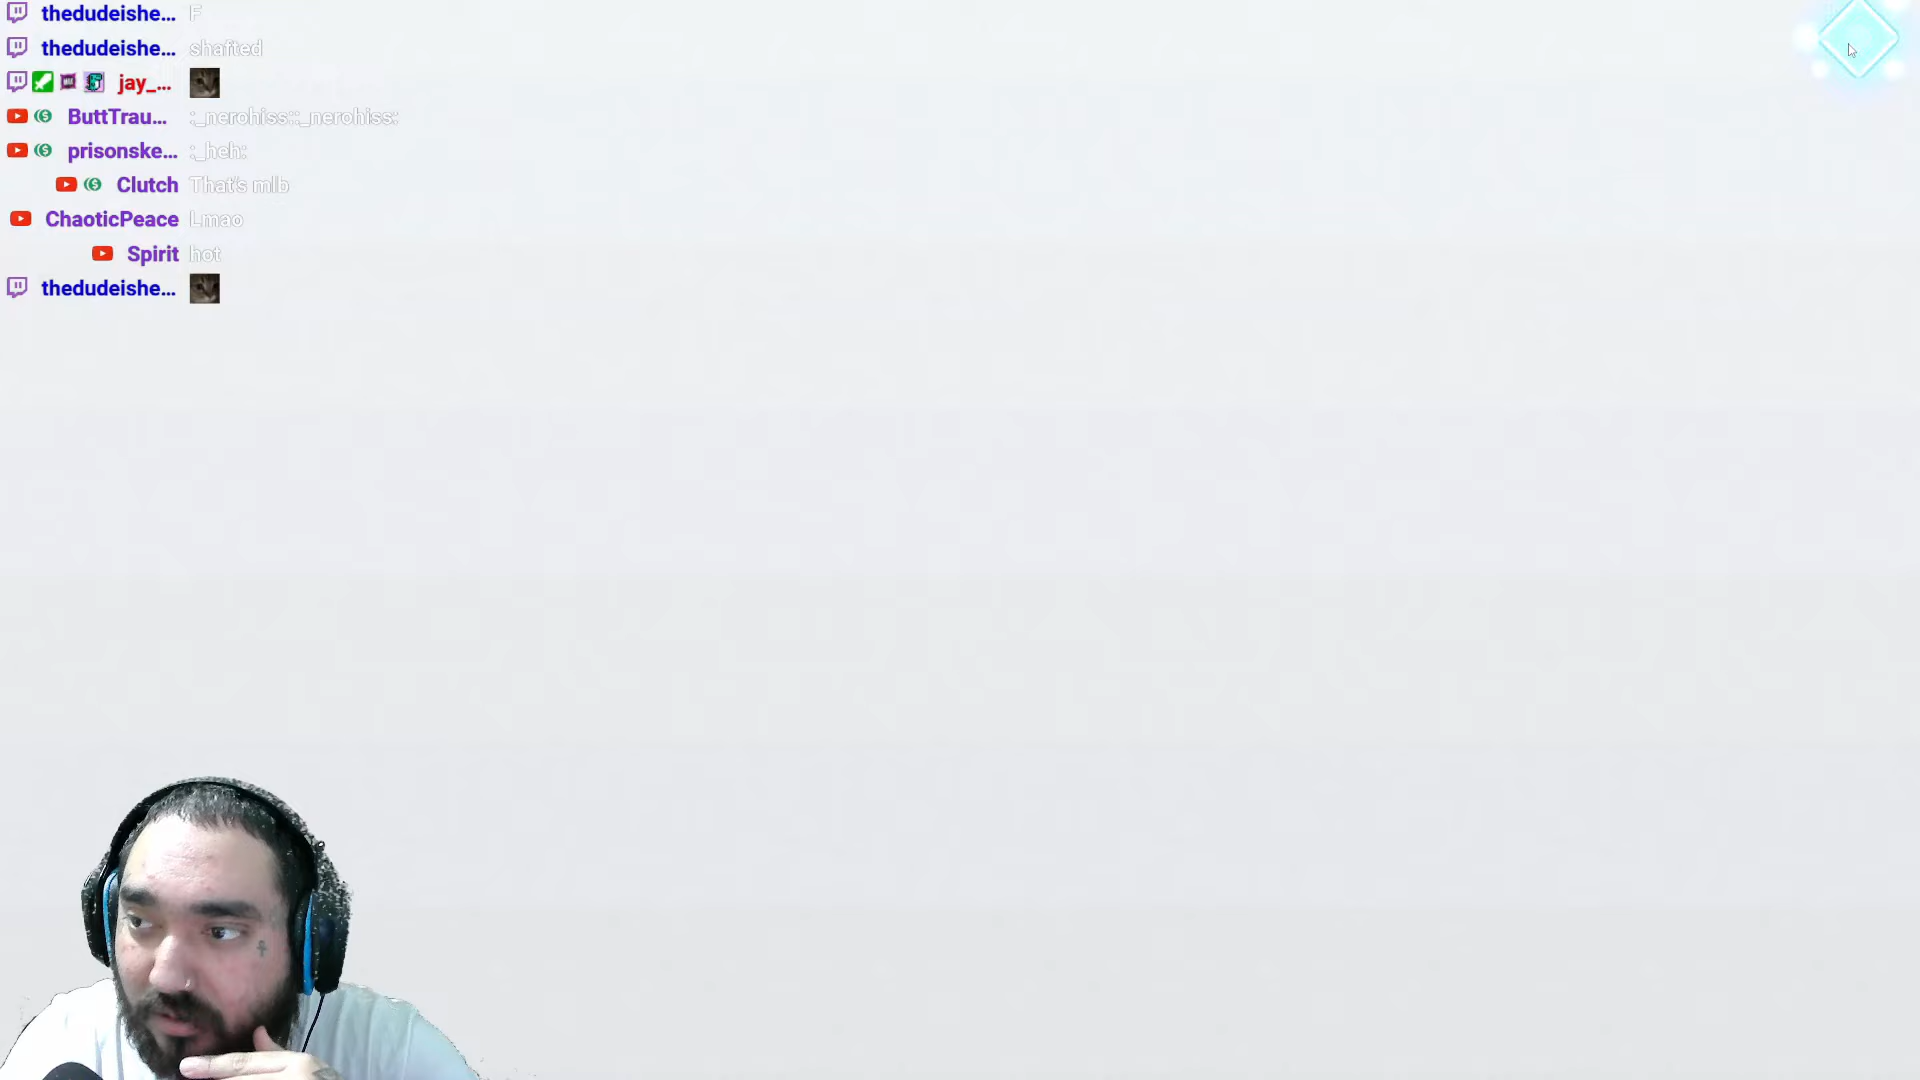 thedudeishe... F
thedudeishe... shafted
jay_...
ButtTrau... :_nerohiss::_nerohiss:
prisonske... :_heh:
Clutch That's mlb
ChaoticPeace Lmao
Spirit hot
thedudeishe...